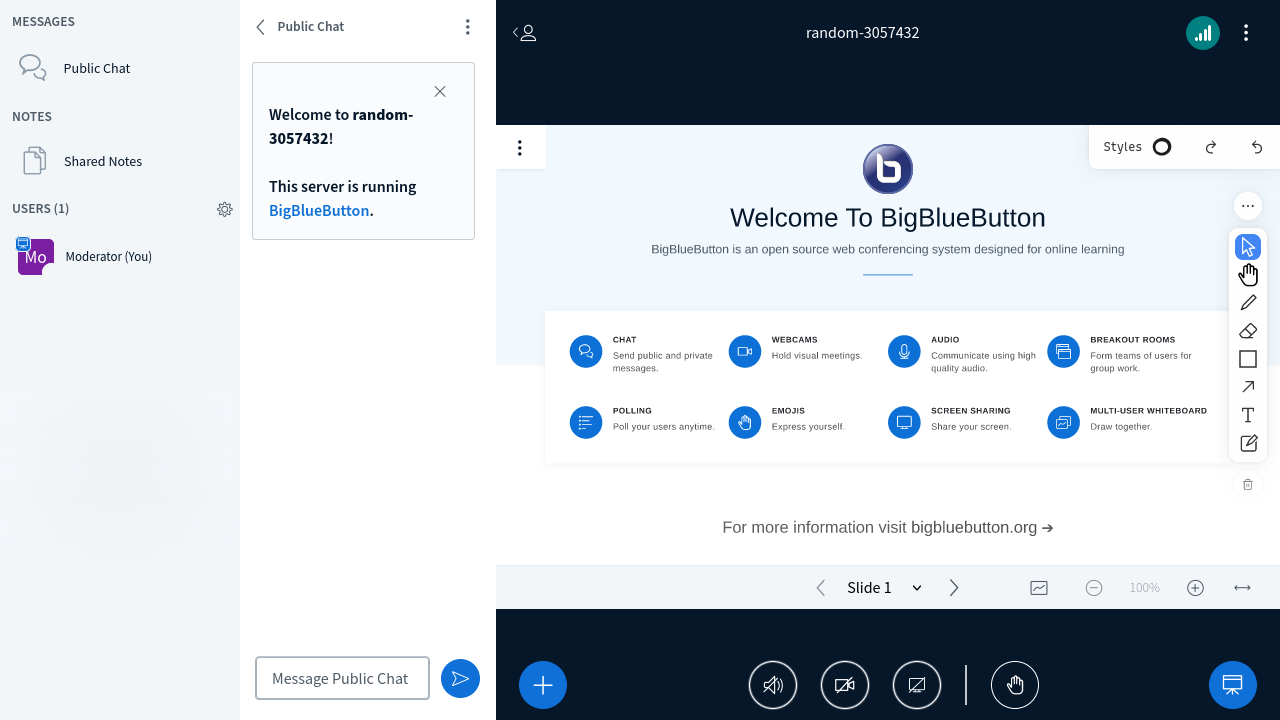 MESSAGES
Public Chat
NOTES
Shared Notes
USERS (1)
Mo
Moderator (You)
Public Chat
Welcome to random-
3057432!
This server is running
BigBlueButton.
Message Public Chat
random-3057432
Styles
b
Welcome To BigBlueButton
BigBlueButton is an open source web conferencing system designed for online learning
CHAT
Send public and private
messages.
WEBCAMS
Hold visual meetings.
AUDIO
Communicate using high
quality audio.
BREAKOUT ROOMS
Form teams of users for
group work.
POLLING
Poll your users anytime.
EMOJIS
Express yourself.
SCREEN SHARING
Share your screen.
MULTI-USER WHITEBOARD
Draw together.
For more information visit bigbluebutton.org ➔
Slide 1
100%